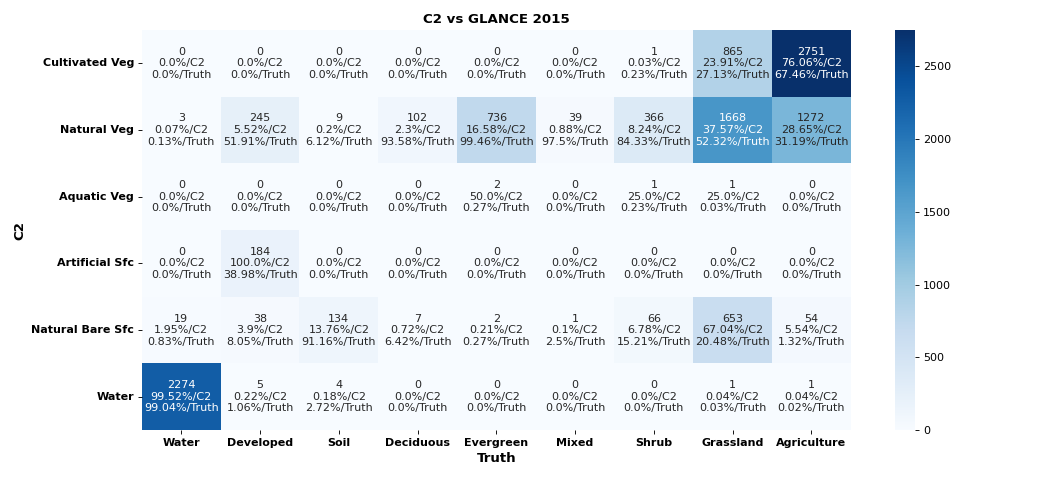 C2 vs GLANCE 2015
Cultivated Veg
0 0 0 0 0 0 1 865 2751
0.0%/C2 0.0%/C2 0.0%/C2 0.0%/C2 0.0%/C2 0.0%/C2 0.03%/C2 23.91%/C2 76.06%/C2
0.0%/Truth 0.0%/Truth 0.0%/Truth 0.0%/Truth 0.0%/Truth 0.0%/Truth 0.23%/Truth 27.13%/Truth 67.46%/Truth
Natural Veg
3 245 9 102 736 39 366 1668 1272
0.07%/C2 5.52%/C2 0.2%/C2 2.3%/C2 16.58%/C2 0.88%/C2 8.24%/C2 37.57%/C2 28.65%/C2
0.13%/Truth 51.91%/Truth 6.12%/Truth 93.58%/Truth 99.46%/Truth 97.5%/Truth 84.33%/Truth 52.32%/Truth 31.19%/Truth
Aquatic Veg
0 0 0 0 2 0 1 1 0
0.0%/C2 0.0%/C2 0.0%/C2 0.0%/C2 50.0%/C2 0.0%/C2 25.0%/C2 25.0%/C2 0.0%/C2
0.0%/Truth 0.0%/Truth 0.0%/Truth 0.0%/Truth 0.27%/Truth 0.0%/Truth 0.23%/Truth 0.03%/Truth 0.0%/Truth
Artificial Sfc
0 184 0 0 0 0 0 0 0
0.0%/C2 100.0%/C2 0.0%/C2 0.0%/C2 0.0%/C2 0.0%/C2 0.0%/C2 0.0%/C2 0.0%/C2
0.0%/Truth 38.98%/Truth 0.0%/Truth 0.0%/Truth 0.0%/Truth 0.0%/Truth 0.0%/Truth 0.0%/Truth 0.0%/Truth
Natural Bare Sfc
19 38 134 7 2 1 66 653 54
1.95%/C2 3.9%/C2 13.76%/C2 0.72%/C2 0.21%/C2 0.1%/C2 6.78%/C2 67.04%/C2 5.54%/C2
0.83%/Truth 8.05%/Truth 91.16%/Truth 6.42%/Truth 0.27%/Truth 2.5%/Truth 15.21%/Truth 20.48%/Truth 1.32%/Truth
Water
2274 5 4 0 0 0 0 1 1
99.52%/C2 0.22%/C2 0.18%/C2 0.0%/C2 0.0%/C2 0.0%/C2 0.0%/C2 0.04%/C2 0.04%/C2
99.04%/Truth 1.06%/Truth 2.72%/Truth 0.0%/Truth 0.0%/Truth 0.0%/Truth 0.0%/Truth 0.03%/Truth 0.02%/Truth
C2
Water Developed Soil Deciduous Evergreen Mixed Shrub Grassland Agriculture
Truth
2500
2000
1500
1000
500
0